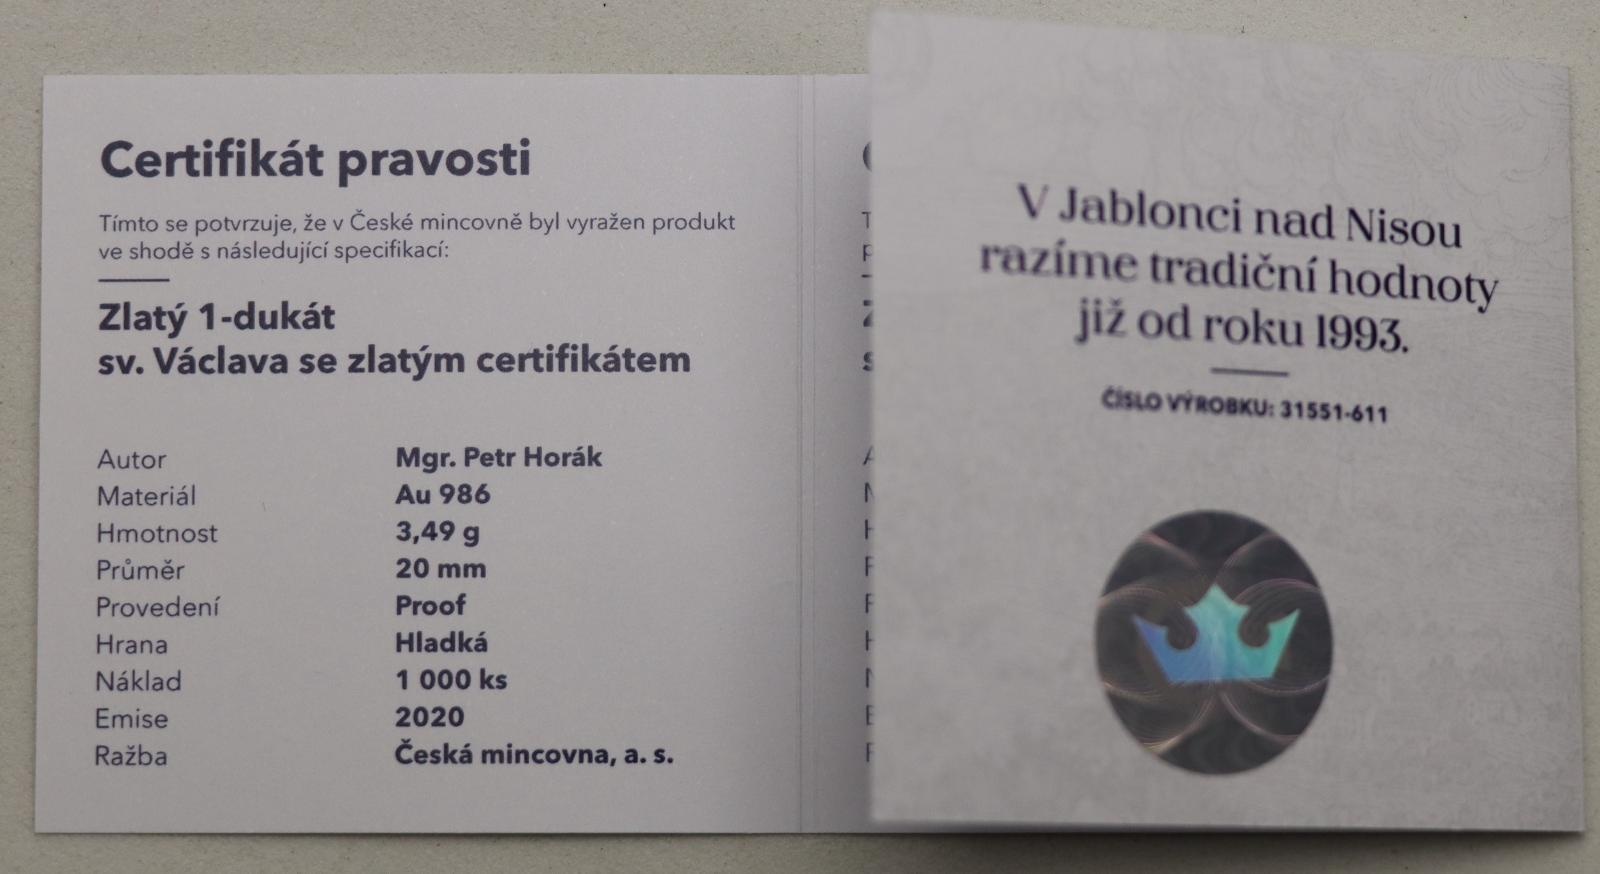 Certifikát pravosti
Tímto se potvrzuje, že v České mincovně byl vyražen produkt
ve shodě s následující specifikací:
Zlatý 1-dukát
sv. Václava se zlatým certifikátem
Autor Mgr. Petr Horák
Materiál Au 986
Hmotnost 3,49 g
Průměr 20 mm
Provedení Proof
Hrana Hladká
Náklad 1 000 ks
Emise 2020
Ražba Česká mincovna, a. s.
V Jablonci nad Nisou
razíme tradiční hodnoty
již od roku 1993.
ČÍSLO VÝROBKU: 31551-611